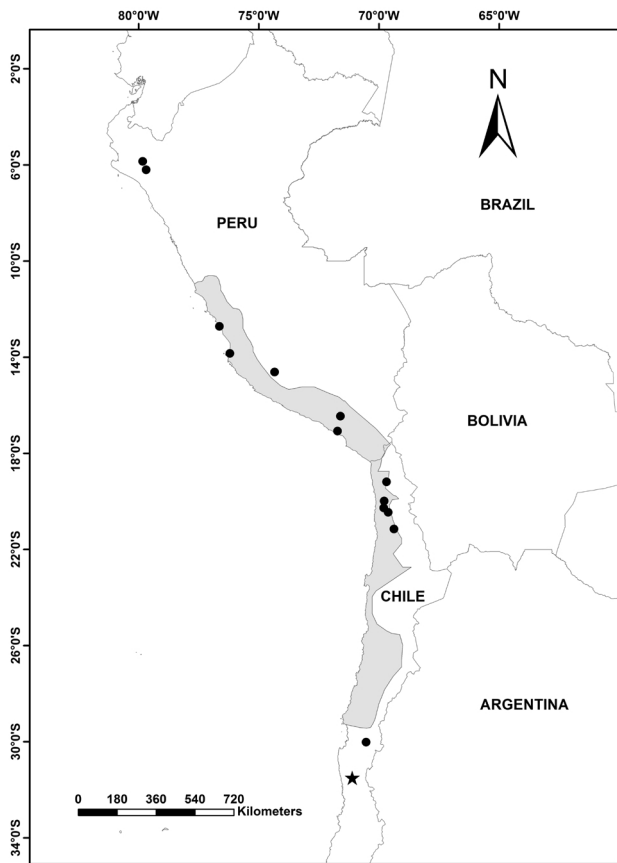 80°0'W 75°0'W 70°0'W 65°0'W
2°0'S
N
6°0'S
BRAZIL
PERU
10°0'S
14°0'S
BOLIVIA
18°0'S
22°0'S
CHILE
26°0'S
ARGENTINA
30°0'S
0 180 360 540 720
Kilometers
34°0'S